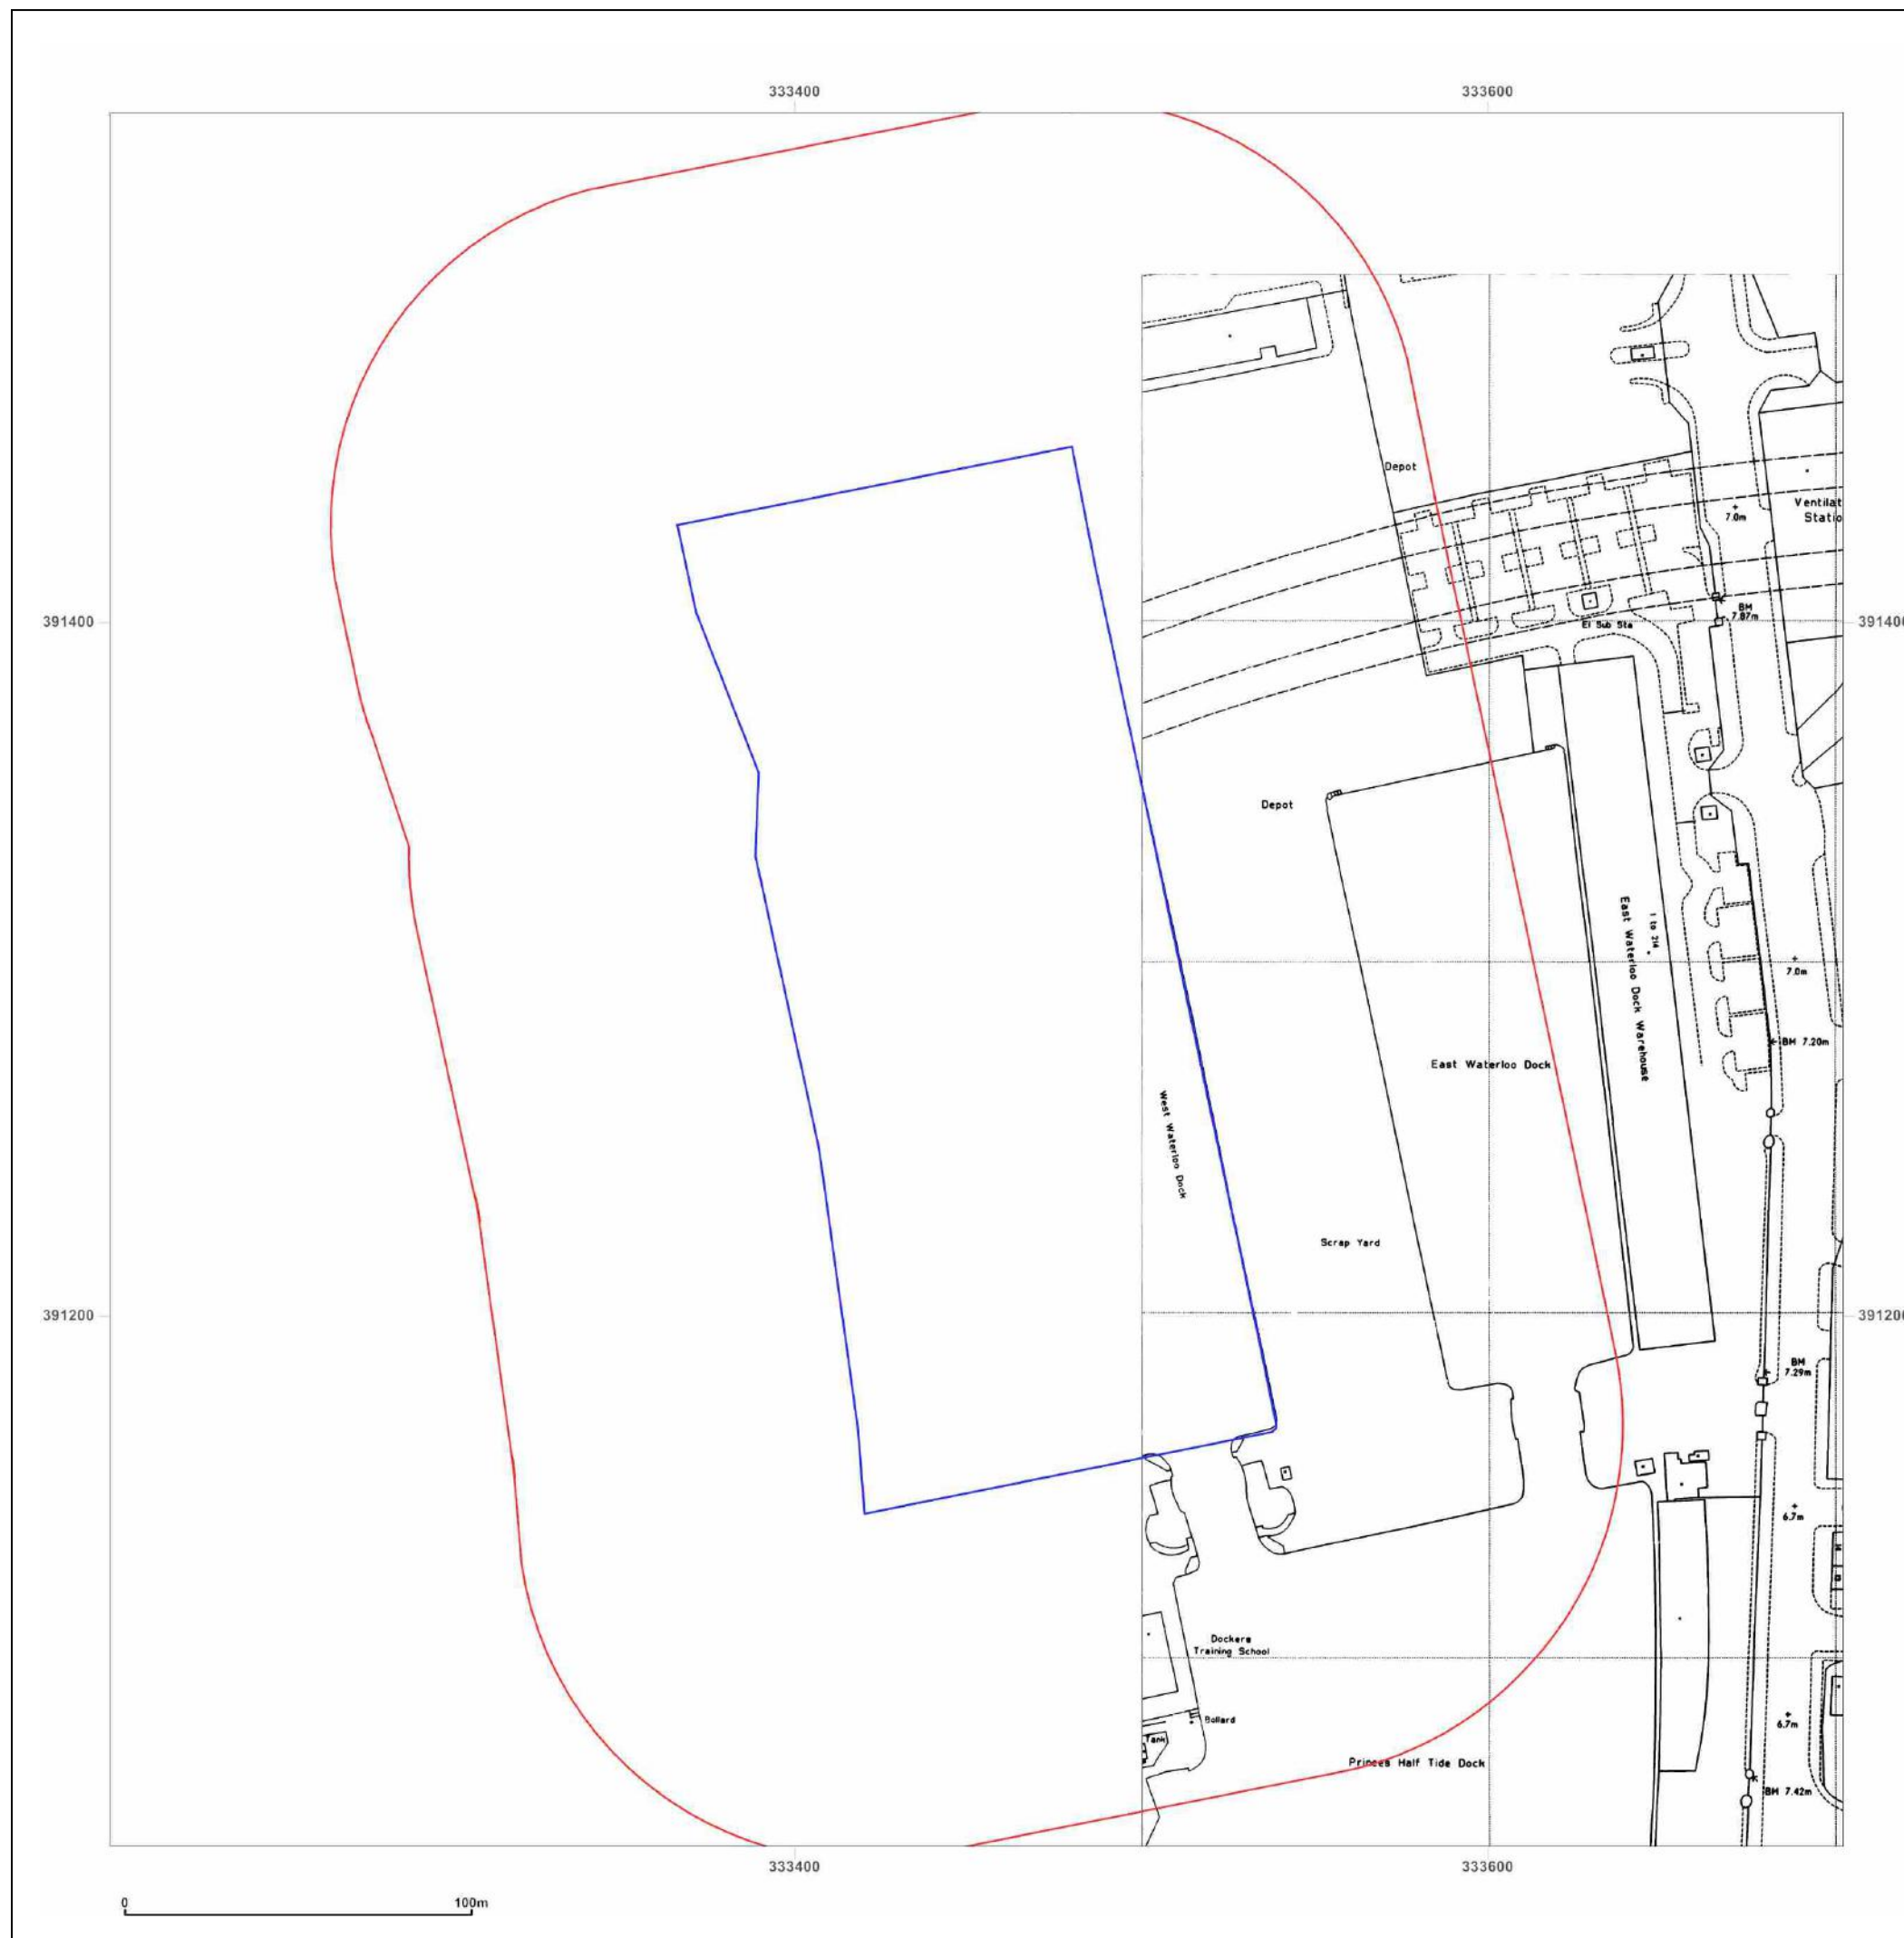 333400
333600
Depot
Ventilat
Statio
7.0m
BM
7.87m
El Sub Sta
391400
391400
Depot
1 to 214
East Waterloo Dock Warehouse
7.0m
BM 7.20m
East Waterloo Dock
West Waterloo Dock
Scrap Yard
391200
391200
BM
7.29m
6.7m
Dockers
Training School
Bollard
Tank
6.7m
Princes Half Tide Dock
BM 7.42m
333400
333600
0
100m